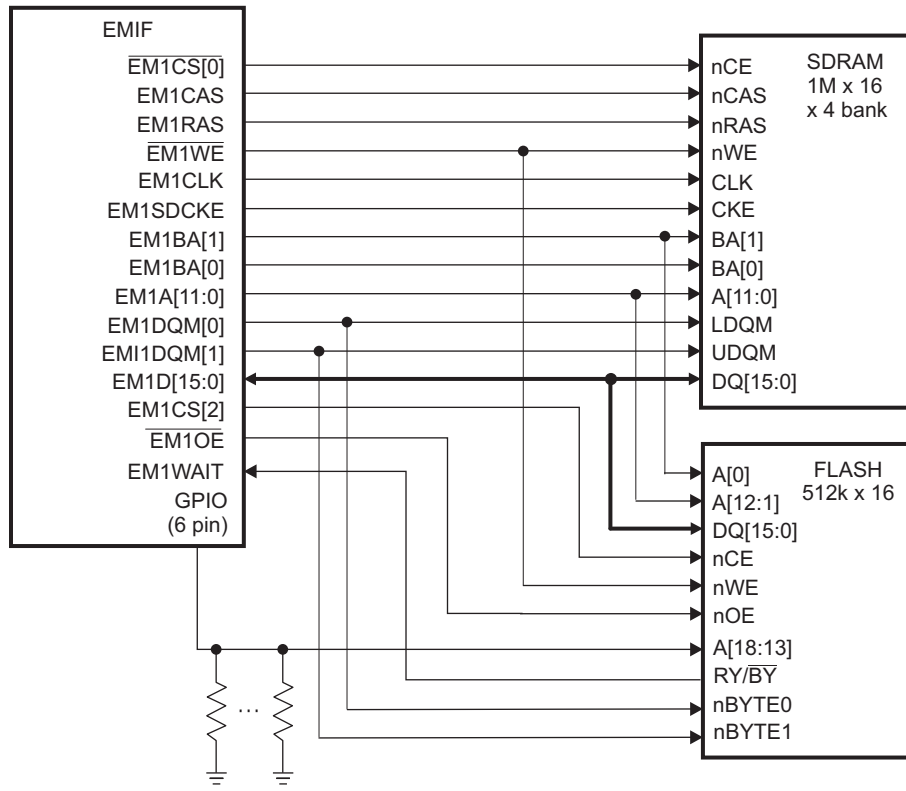 EMIF
EM1CS[0]
EM1CAS
EM1RAS
EM1WE
EM1CLK
EM1SDCKE
EM1BA[1]
EM1BA[0]
EM1A[11:0]
EM1DQM[0]
EMI1DQM[1]
EM1D[15:0]
EM1CS[2]
EM1OE
EM1WAIT
GPIO
(6 pin)
SDRAM
1M x 16
x 4 bank
nCE
nCAS
nRAS
nWE
CLK
CKE
BA[1]
BA[0]
A[11:0]
LDQM
UDQM
DQ[15:0]
FLASH
512k x 16
A[0]
A[12:1]
DQ[15:0]
nCE
nWE
nOE
A[18:13]
RY/BY
nBYTE0
nBYTE1
...